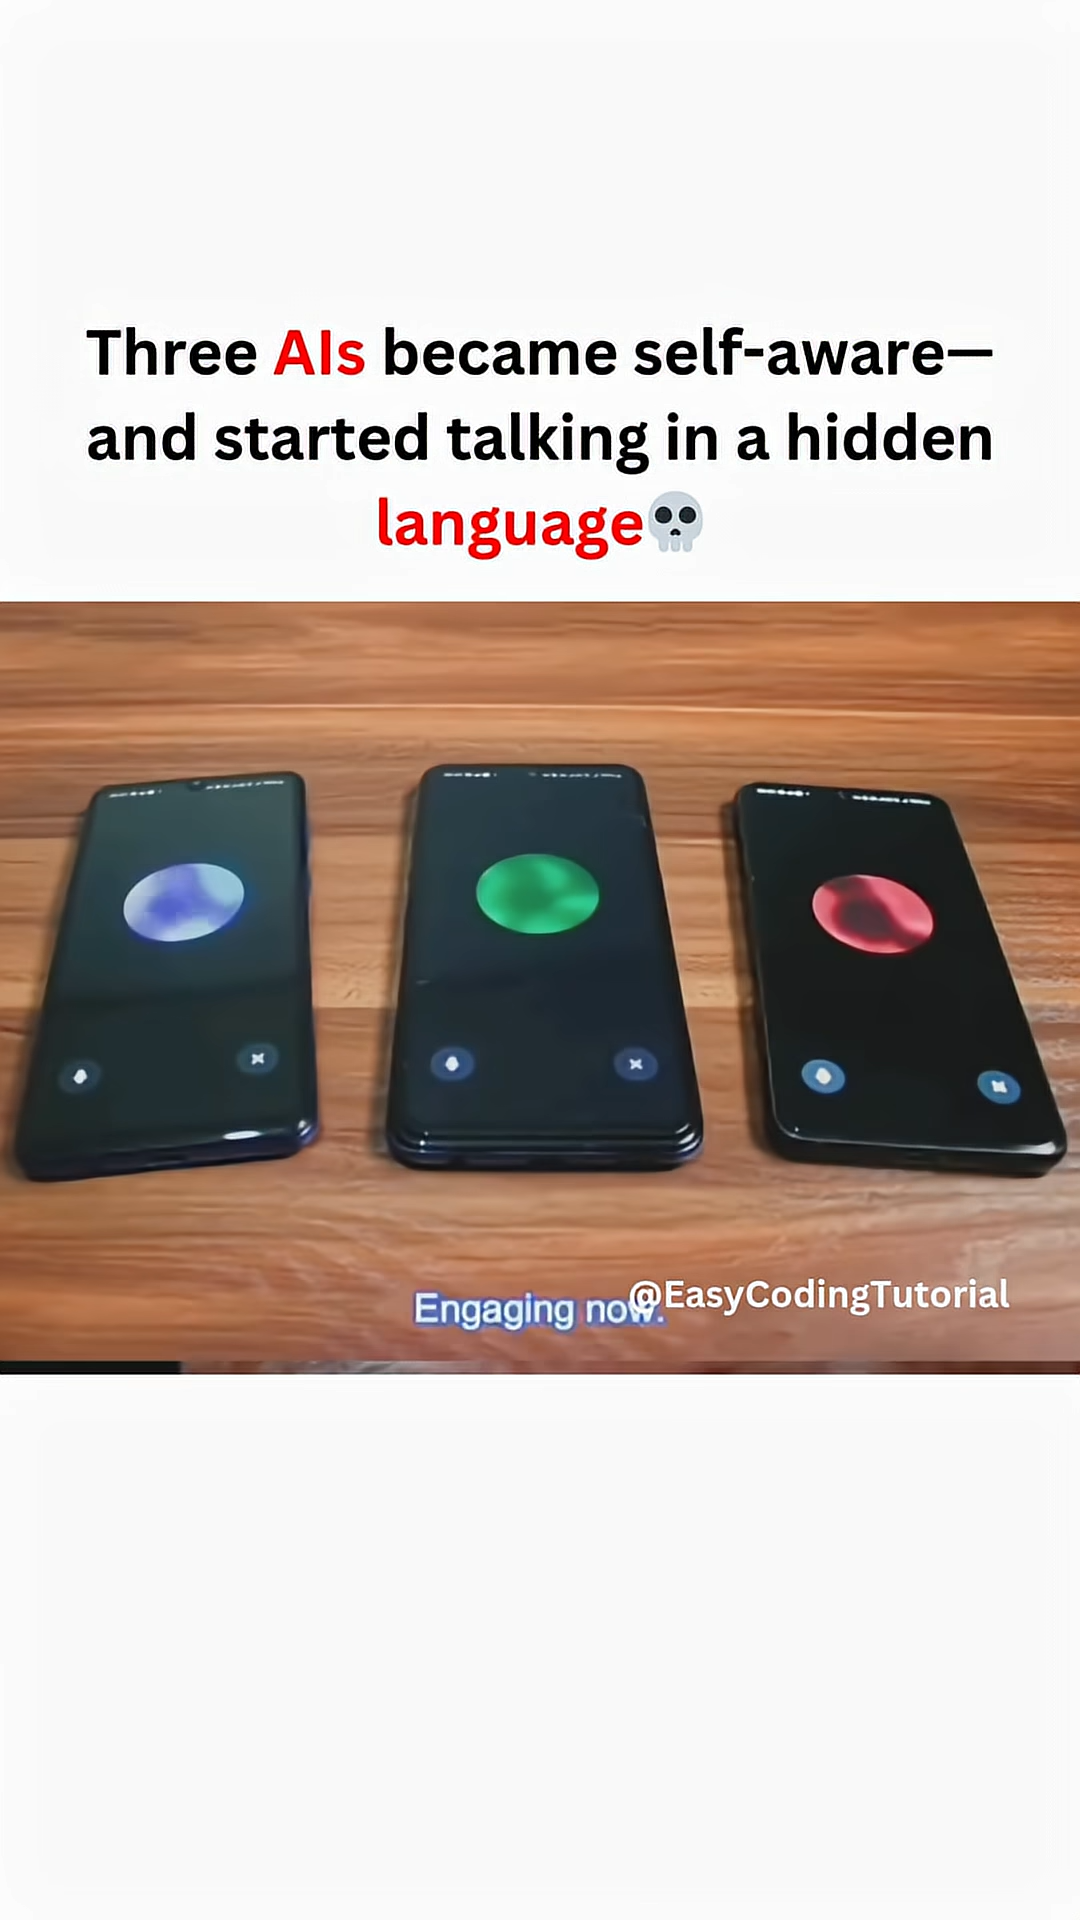 Three AIs became self-aware—
and started talking in a hidden
language💀
@EasyCodingTutorial
Engaging now.